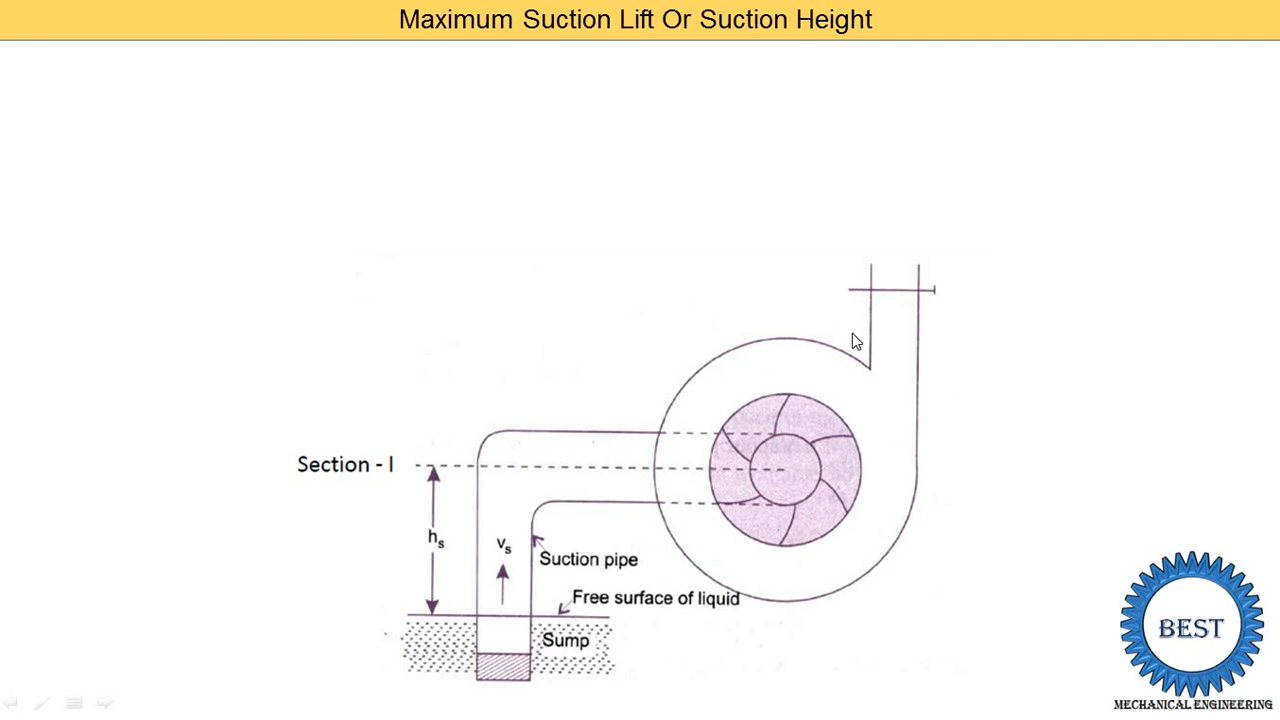 Maximum Suction Lift Or Suction Height
Section - I
hs
vs
Suction pipe
Free surface of liquid
Sump
BEST
MECHANICAL ENGINEERING